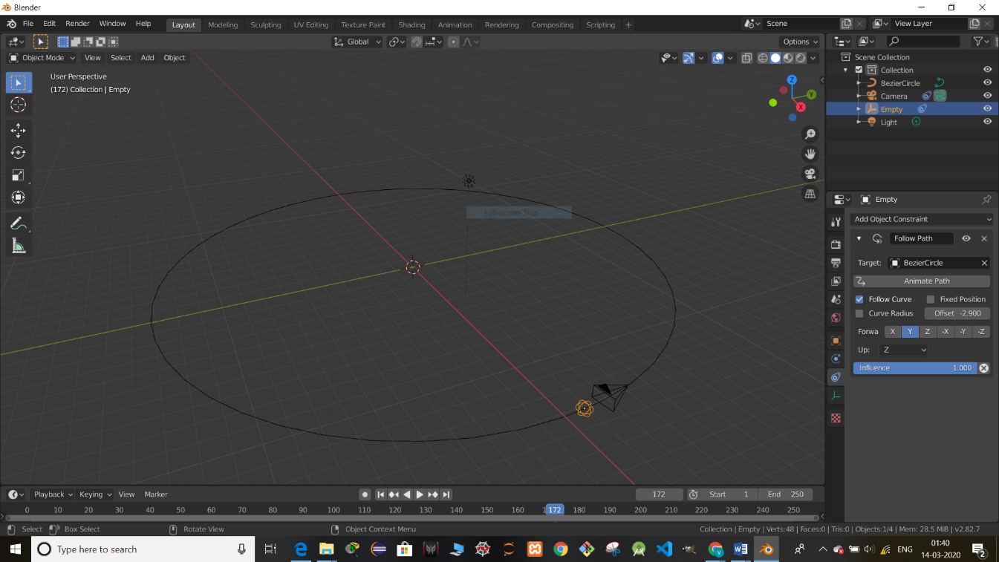 Blender
File Edit Render Window Help Layout Modeling Sculpting UV Editing Texture Paint Shading Animation Rendering Compositing Scripting + Scene View Layer
Global Options
Object Mode View Select Add Object
User Perspective
(172) Collection | Empty
Z
Y
X
Full-screen Snip
Scene Collection
Collection
BezierCircle
Camera
Empty
Light
Empty
Add Object Constraint
Follow Path
Target: BezierCircle
Animate Path
Follow Curve Fixed Position
Curve Radius Offset -2.900
Forwa X Y Z -X -Y -Z
Up: Z
Influence 1.000
Playback Keying View Marker 172 Start 1 End 250
0 10 20 30 40 50 60 70 80 90 100 110 120 130 140 150 160 172 180 190 200 210 220 230 240 250
Select Box Select Rotate View Object Context Menu Collection | Empty | Verts:48 | Faces:0 | Tris:0 | Objects:1/4 | Mem: 28.5 MiB | v2.82.7
Type here to search
ENG
01:40
14-03-2020
2